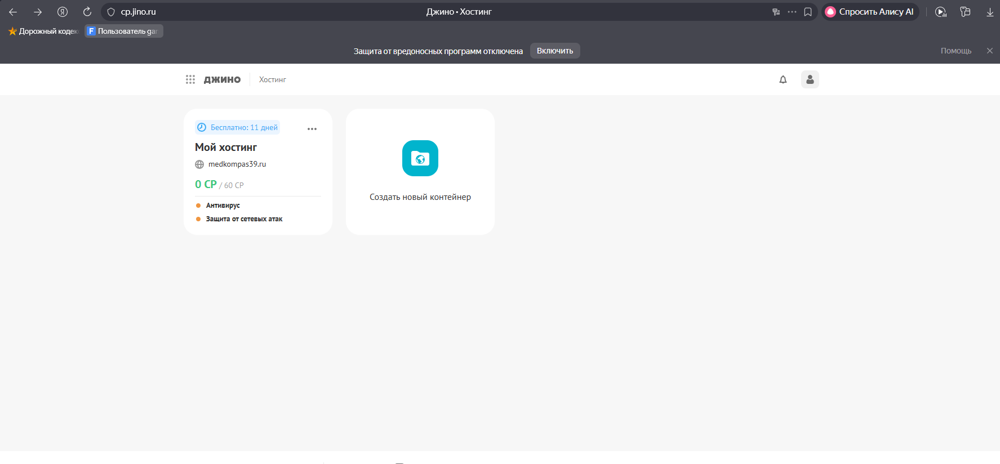 cp.jino.ru
Джино • Хостинг
Спросить Алису AI
Дорожный кодекс
Пользователь gar
Защита от вредоносных программ отключена
Включить
Помощь
джино
Хостинг
Бесплатно: 11 дней
Мой хостинг
medkompas39.ru
0 CP / 60 CP
Антивирус
Защита от сетевых атак
Создать новый контейнер